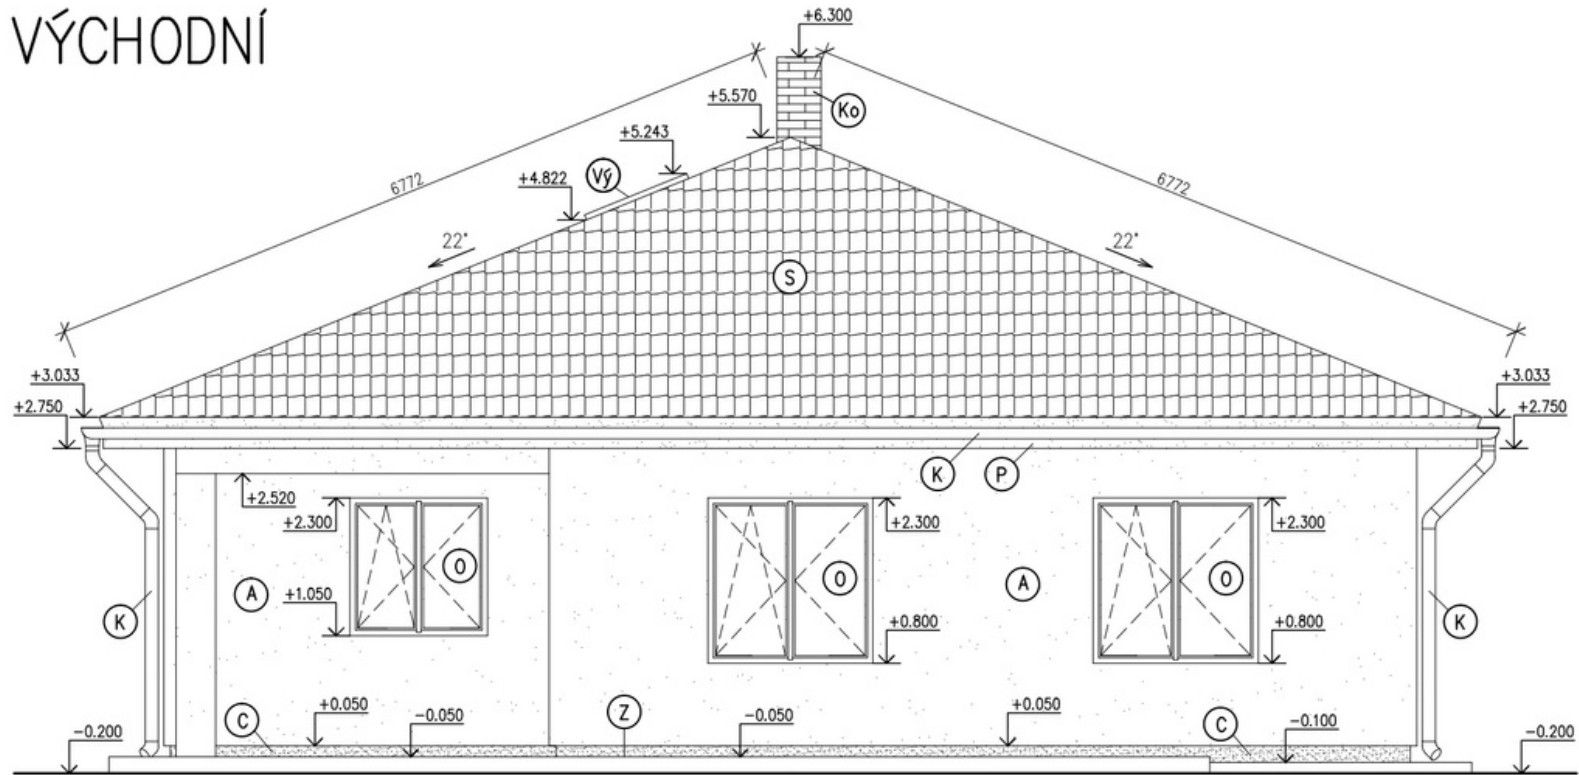 VÝCHODNÍ
+6.300
+5.570
Ko
+5.243
+4.822
Vý
6772
6772
22°
22°
S
+3.033
+3.033
+2.750
+2.750
K
P
+2.520
+2.300
+2.300
+2.300
O
O
O
A
A
+1.050
+0.800
+0.800
K
K
+0.050
+0.050
C
Z
C
-0.050
-0.050
-0.100
-0.200
-0.200